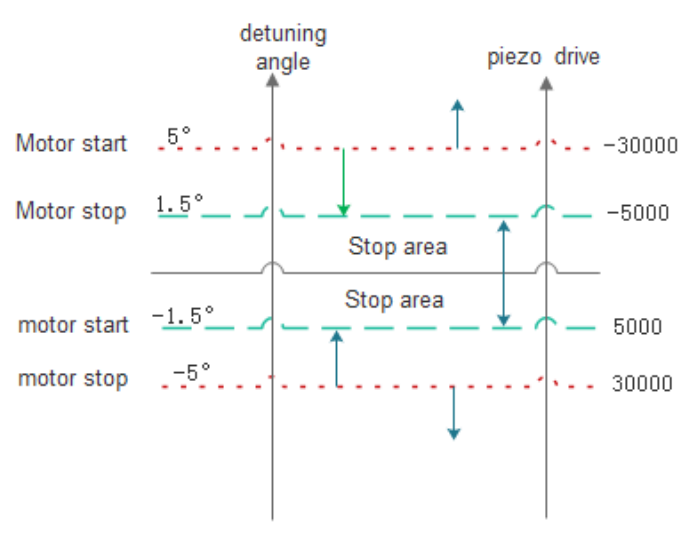 detuning
angle
piezo drive
Motor start 5° -30000
Motor stop 1.5° -5000
Stop area
Stop area
motor start -1.5° 5000
motor stop -5° 30000